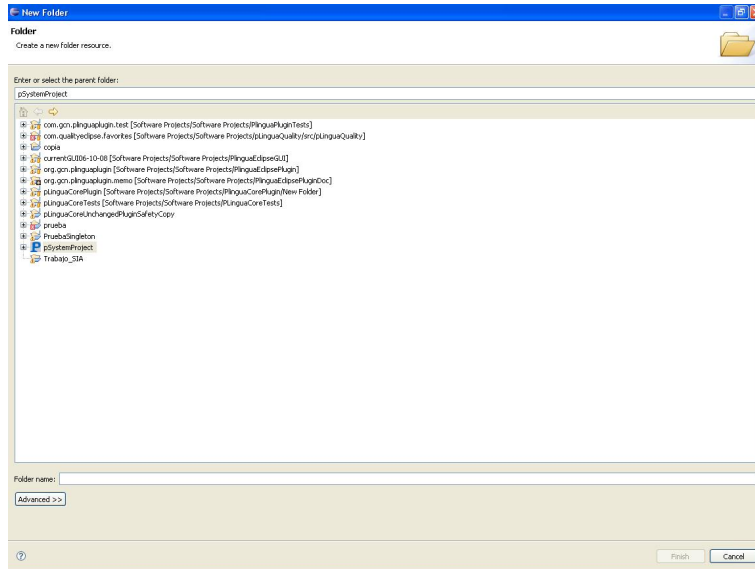 New Folder
Folder
Create a new folder resource.
Enter or select the parent folder:
pSystemProject
com.gcn.plinguaplugin.test [Software Projects/Software Projects/PlinguaPluginTests]
com.qualityeclipse.favorites [Software Projects/Software Projects/pLinguaQuality/src/pLinguaQuality]
copia
currentGUI06-10-08 [Software Projects/Software Projects/PlinguaEclipseGUI]
org.gcn.plinguaplugin [Software Projects/Software Projects/PlinguaEclipsePlugin]
org.gcn.plinguaplugin.memo [Software Projects/Software Projects/PlinguaEclipsePluginDoc]
pLinguaCorePlugin [Software Projects/Software Projects/PlinguaCorePlugin/New Folder]
pLinguaCoreTests [Software Projects/Software Projects/PLinguaCoreTests]
pLinguaCoreUnchangedPluginSafetyCopy
prueba
PruebaSingleton
pSystemProject
Trabajo_SIA
Folder name:
Advanced >>
Finish
Cancel